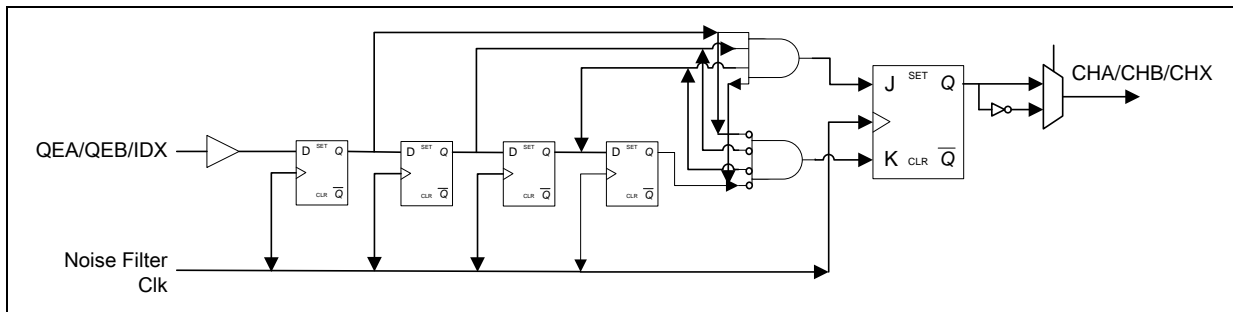 CHA/CHB/CHX
J SET Q
K CLR Q
QEA/QEB/IDX
D SET Q
CLR Q
D SET Q
CLR Q
D SET Q
CLR Q
D SET Q
CLR Q
Noise Filter
Clk